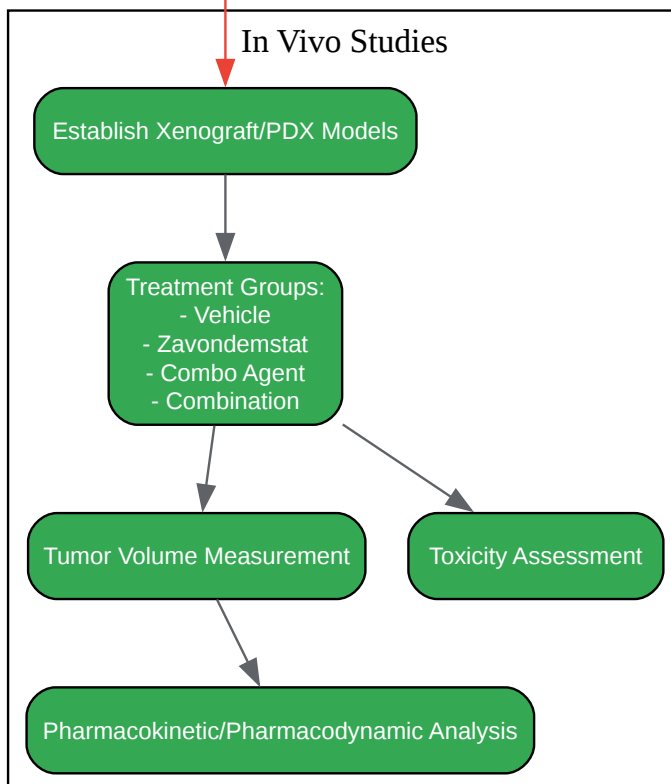 In Vivo Studies
Establish Xenograft/PDX Models
Treatment Groups:
- Vehicle
- Zavondemstat
- Combo Agent
- Combination
Tumor Volume Measurement
Toxicity Assessment
Pharmacokinetic/Pharmacodynamic Analysis